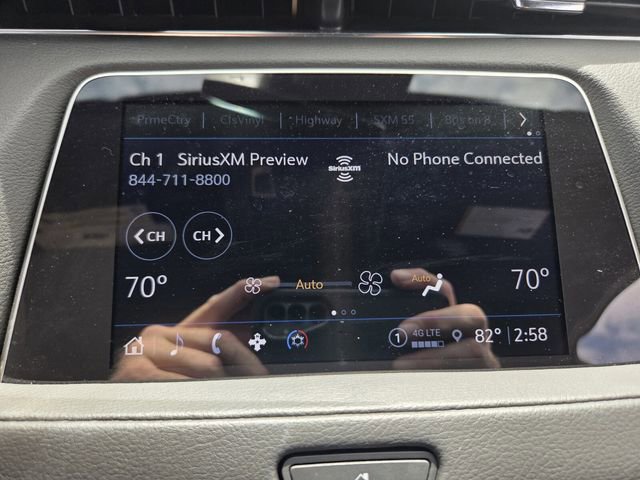 PrmeCtry ClsVinyl Highway SXM 55 80s on 8
Ch 1 SiriusXM Preview
844-711-8800
SiriusXM
No Phone Connected
CH CH
70° Auto Auto 70°
1 4G LTE 82° 2:58